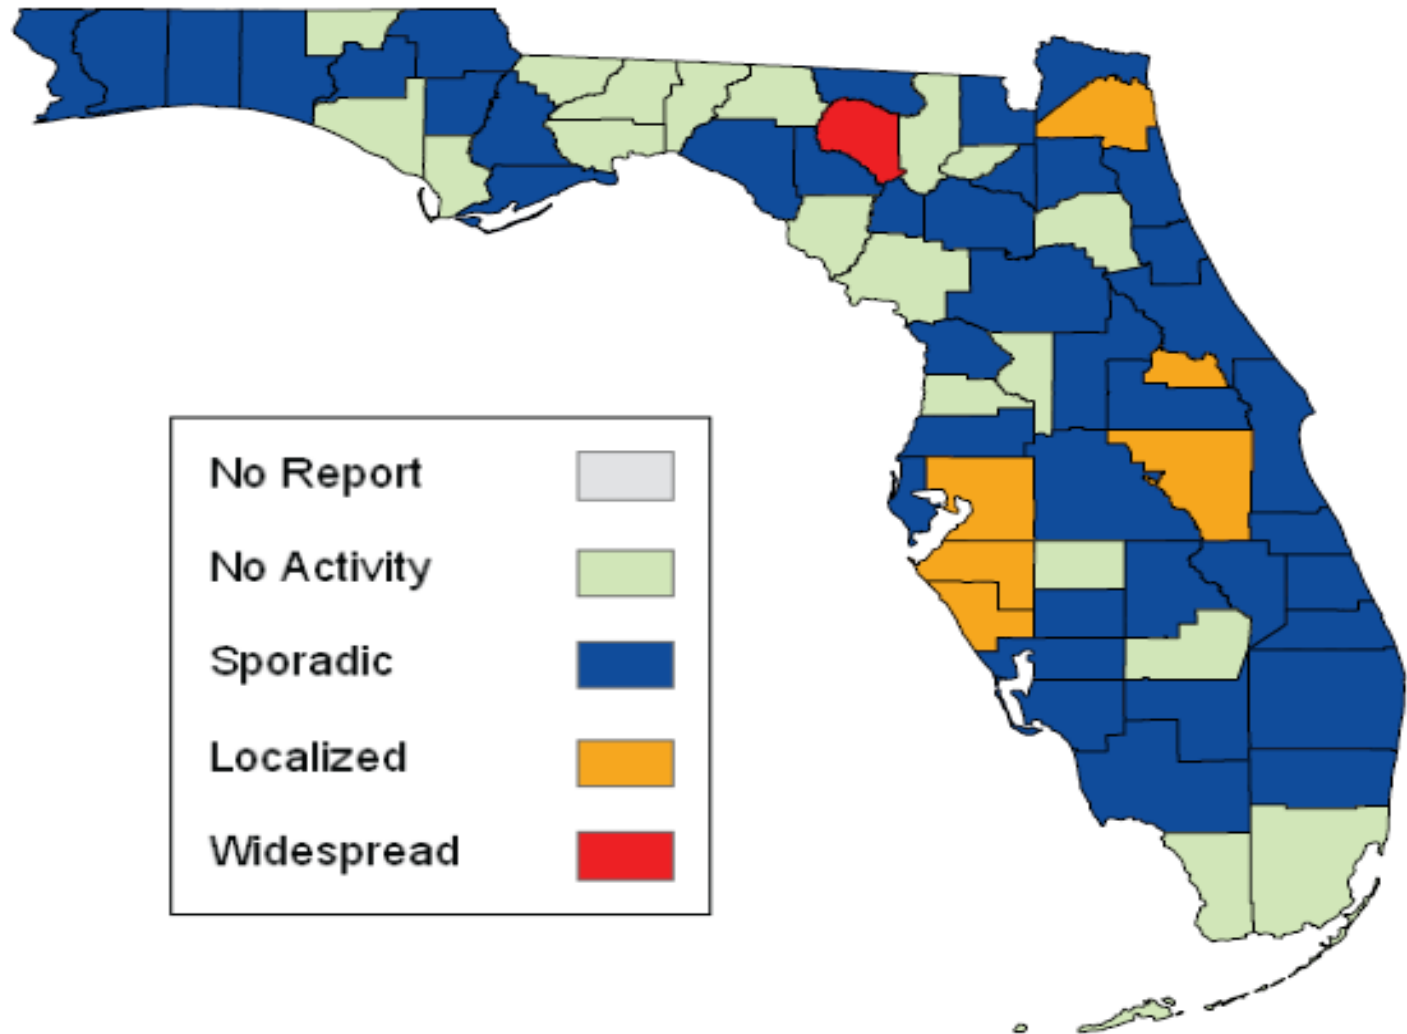 No Report
No Activity
Sporadic
Localized
Widespread